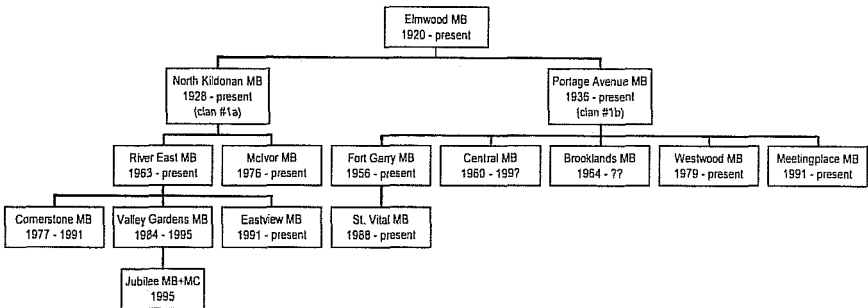 Elmwood MB
1920 - present
North Kildonan MB
1928 - present
(clan #1a)
Portage Avenue MB
1936 - present
(clan #1b)
River East MB
1963 - present
McIvor MB
1976 - present
Fort Garry MB
1956 - present
Central MB
1960 - 199?
Brooklands MB
1964 - ??
Westwood MB
1979 - present
Meetingplace MB
1991 - present
Cornerstone MB
1977 - 1991
Valley Gardens MB
1984 - 1995
Eastview MB
1991 - present
St. Vital MB
1988 - present
Jubilee MB+MC
1995